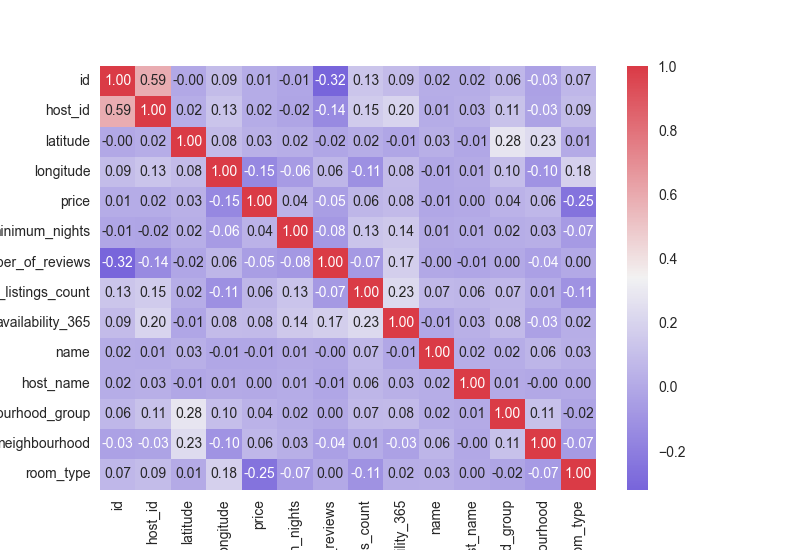 id 1.00 0.59 -0.00 0.09 0.01 -0.01 -0.32 0.13 0.09 0.02 0.02 0.06 -0.03 0.07
host_id 0.59 1.00 0.02 0.13 0.02 -0.02 -0.14 0.15 0.20 0.01 0.03 0.11 -0.03 0.09
latitude -0.00 0.02 1.00 0.08 0.03 0.02 -0.02 0.02 -0.01 0.03 -0.01 0.28 0.23 0.01
longitude 0.09 0.13 0.08 1.00 -0.15 -0.06 0.06 -0.11 0.08 -0.01 0.01 0.10 -0.10 0.18
price 0.01 0.02 0.03 -0.15 1.00 0.04 -0.05 0.06 0.08 -0.01 0.00 0.04 0.06 -0.25
inimum_nights -0.01 -0.02 0.02 -0.06 0.04 1.00 -0.08 0.13 0.14 0.01 0.01 0.02 0.03 -0.07
ber_of_reviews -0.32 -0.14 -0.02 0.06 -0.05 -0.08 1.00 -0.07 0.17 -0.00 -0.01 0.00 -0.04 0.00
_listings_count 0.13 0.15 0.02 -0.11 0.06 0.13 -0.07 1.00 0.23 0.07 0.06 0.07 0.01 -0.11
availability_365 0.09 0.20 -0.01 0.08 0.08 0.14 0.17 0.23 1.00 -0.01 0.03 0.08 -0.03 0.02
name 0.02 0.01 0.03 -0.01 -0.01 0.01 -0.00 0.07 -0.01 1.00 0.02 0.02 0.06 0.03
host_name 0.02 0.03 -0.01 0.01 0.00 0.01 -0.01 0.06 0.03 0.02 1.00 0.01 -0.00 0.00
ourhood_group 0.06 0.11 0.28 0.10 0.04 0.02 0.00 0.07 0.08 0.02 0.01 1.00 0.11 -0.02
neighbourhood -0.03 -0.03 0.23 -0.10 0.06 0.03 -0.04 0.01 -0.03 0.06 -0.00 0.11 1.00 -0.07
room_type 0.07 0.09 0.01 0.18 -0.25 -0.07 0.00 -0.11 0.02 0.03 0.00 -0.02 -0.07 1.00
id host_id latitude ongitude price n_nights _reviews s_count ility_365 name st_name d_group ourhood om_type
1.0
0.8
0.6
0.4
0.2
0.0
-0.2